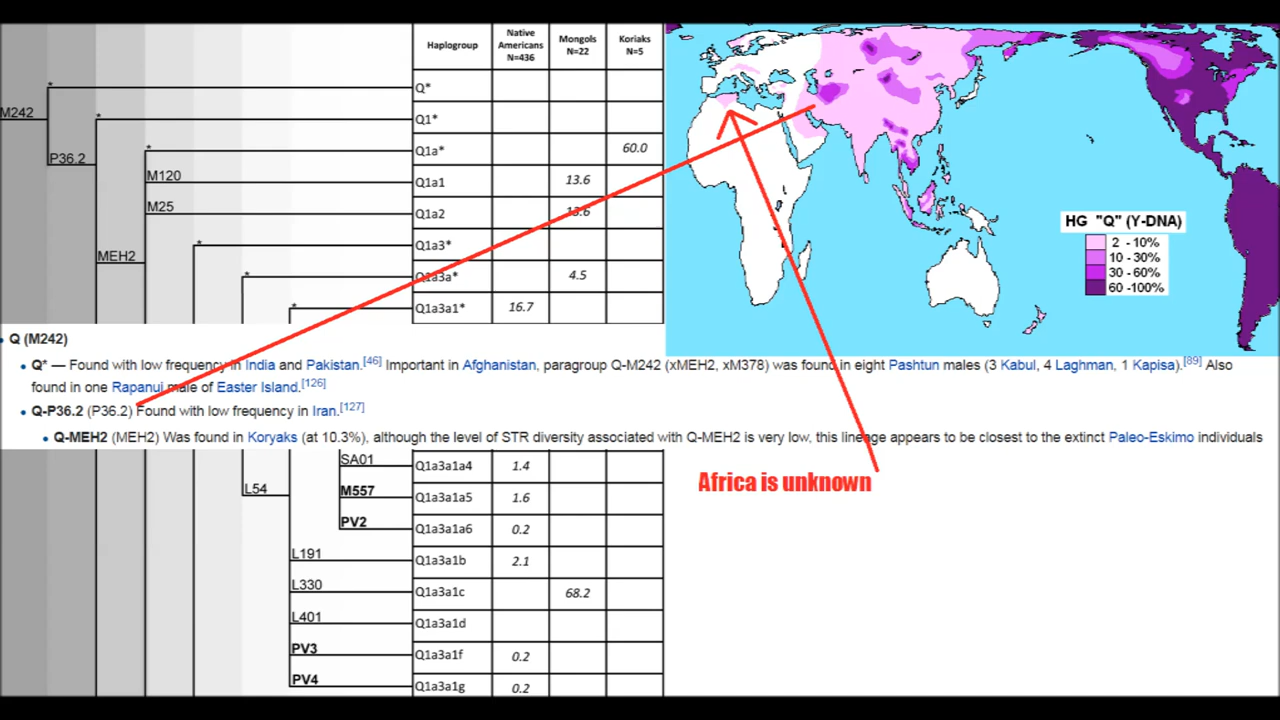 Haplogroup Native Americans N=436 Mongols N=22 Koriaks N=5
* Q*
M242
* Q1*
P36.2
* Q1a* 60.0
M120 Q1a1 13.6
M25 Q1a2 13.6
* Q1a3*
MEH2
* Q1a3a* 4.5
* Q1a3a1* 16.7
HG "Q" (Y-DNA)
2 - 10%
10 - 30%
30 - 60%
60 -100%
Q (M242)
Q* — Found with low frequency in India and Pakistan.[46] Important in Afghanistan, paragroup Q-M242 (xMEH2, xM378) was found in eight Pashtun males (3 Kabul, 4 Laghman, 1 Kapisa).[89] Also
found in one Rapanui male of Easter Island.[126]
Q-P36.2 (P36.2) Found with low frequency in Iran.[127]
Q-MEH2 (MEH2) Was found in Koryaks (at 10.3%), although the level of STR diversity associated with Q-MEH2 is very low, this lineage appears to be closest to the extinct Paleo-Eskimo individuals
SA01 Q1a3a1a4 1.4
L54
M557 Q1a3a1a5 1.6
PV2 Q1a3a1a6 0.2
L191 Q1a3a1b 2.1
L330 Q1a3a1c 68.2
L401 Q1a3a1d
PV3 Q1a3a1f 0.2
PV4 Q1a3a1g 0.2
Africa is unknown